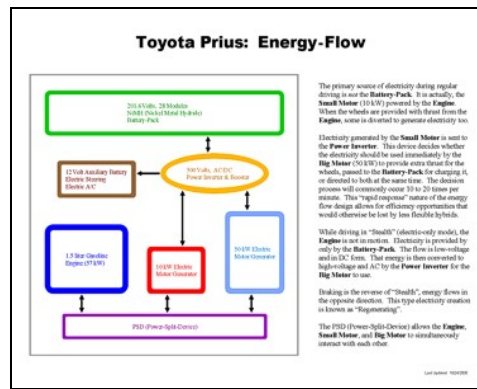 Toyota Prius: Energy-Flow
201.6 Volts, 28 Modules
NiMH (Nickel Metal Hydride)
Battery-Pack
12 Volt Auxiliary Battery
Electric Steering
Electric A/C
500 Volts, AC/DC
Power Inverter & Booster
1.5 liter Gasoline
Engine (57 kW)
10 kW Electric
Motor/Generator
50 kW Electric
Motor/Generator
PSD (Power-Split-Device)
The primary source of electricity during regular
driving is not the Battery-Pack. It is actually, the
Small Motor (10 kW) powered by the Engine.
When the wheels are provided with thrust from the
Engine, some is diverted to generate electricity too.
Electricity generated by the Small Motor is sent to
the Power Inverter. This device decides whether
the electricity should be used immediately by the
Big Motor (50 kW) to provide extra thrust for the
wheels, passed to the Battery-Pack for charging it,
or directed to both at the same time. The decision
process will commonly occur 10 to 20 times per
minute. This "rapid response" nature of the energy
flow design allows for efficiency opportunities that
would otherwise be lost by less flexible hybrids.
While driving in "Stealth" (electric-only mode), the
Engine is not in motion. Electricity is provided by
only by the Battery-Pack. The flow is low-voltage
and in DC form. That energy is then converted to
high-voltage and AC by the Power Inverter for the
Big Motor to use.
Braking is the reverse of "Stealth", energy flows in
the opposite direction. This type electricity creation
is known as "Regenerating".
The PSD (Power-Split-Device) allows the Engine,
Small Motor, and Big Motor to simultaneously
interact with each other.
Last Updated: